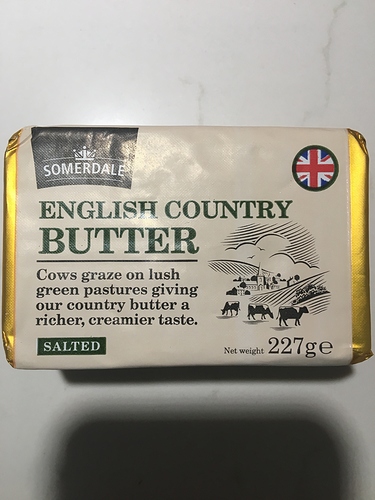 SOMERDALE
ENGLISH COUNTRY
BUTTER
Cows graze on lush
green pastures giving
our country butter a
richer, creamier taste.
SALTED
Net weight 227g℮